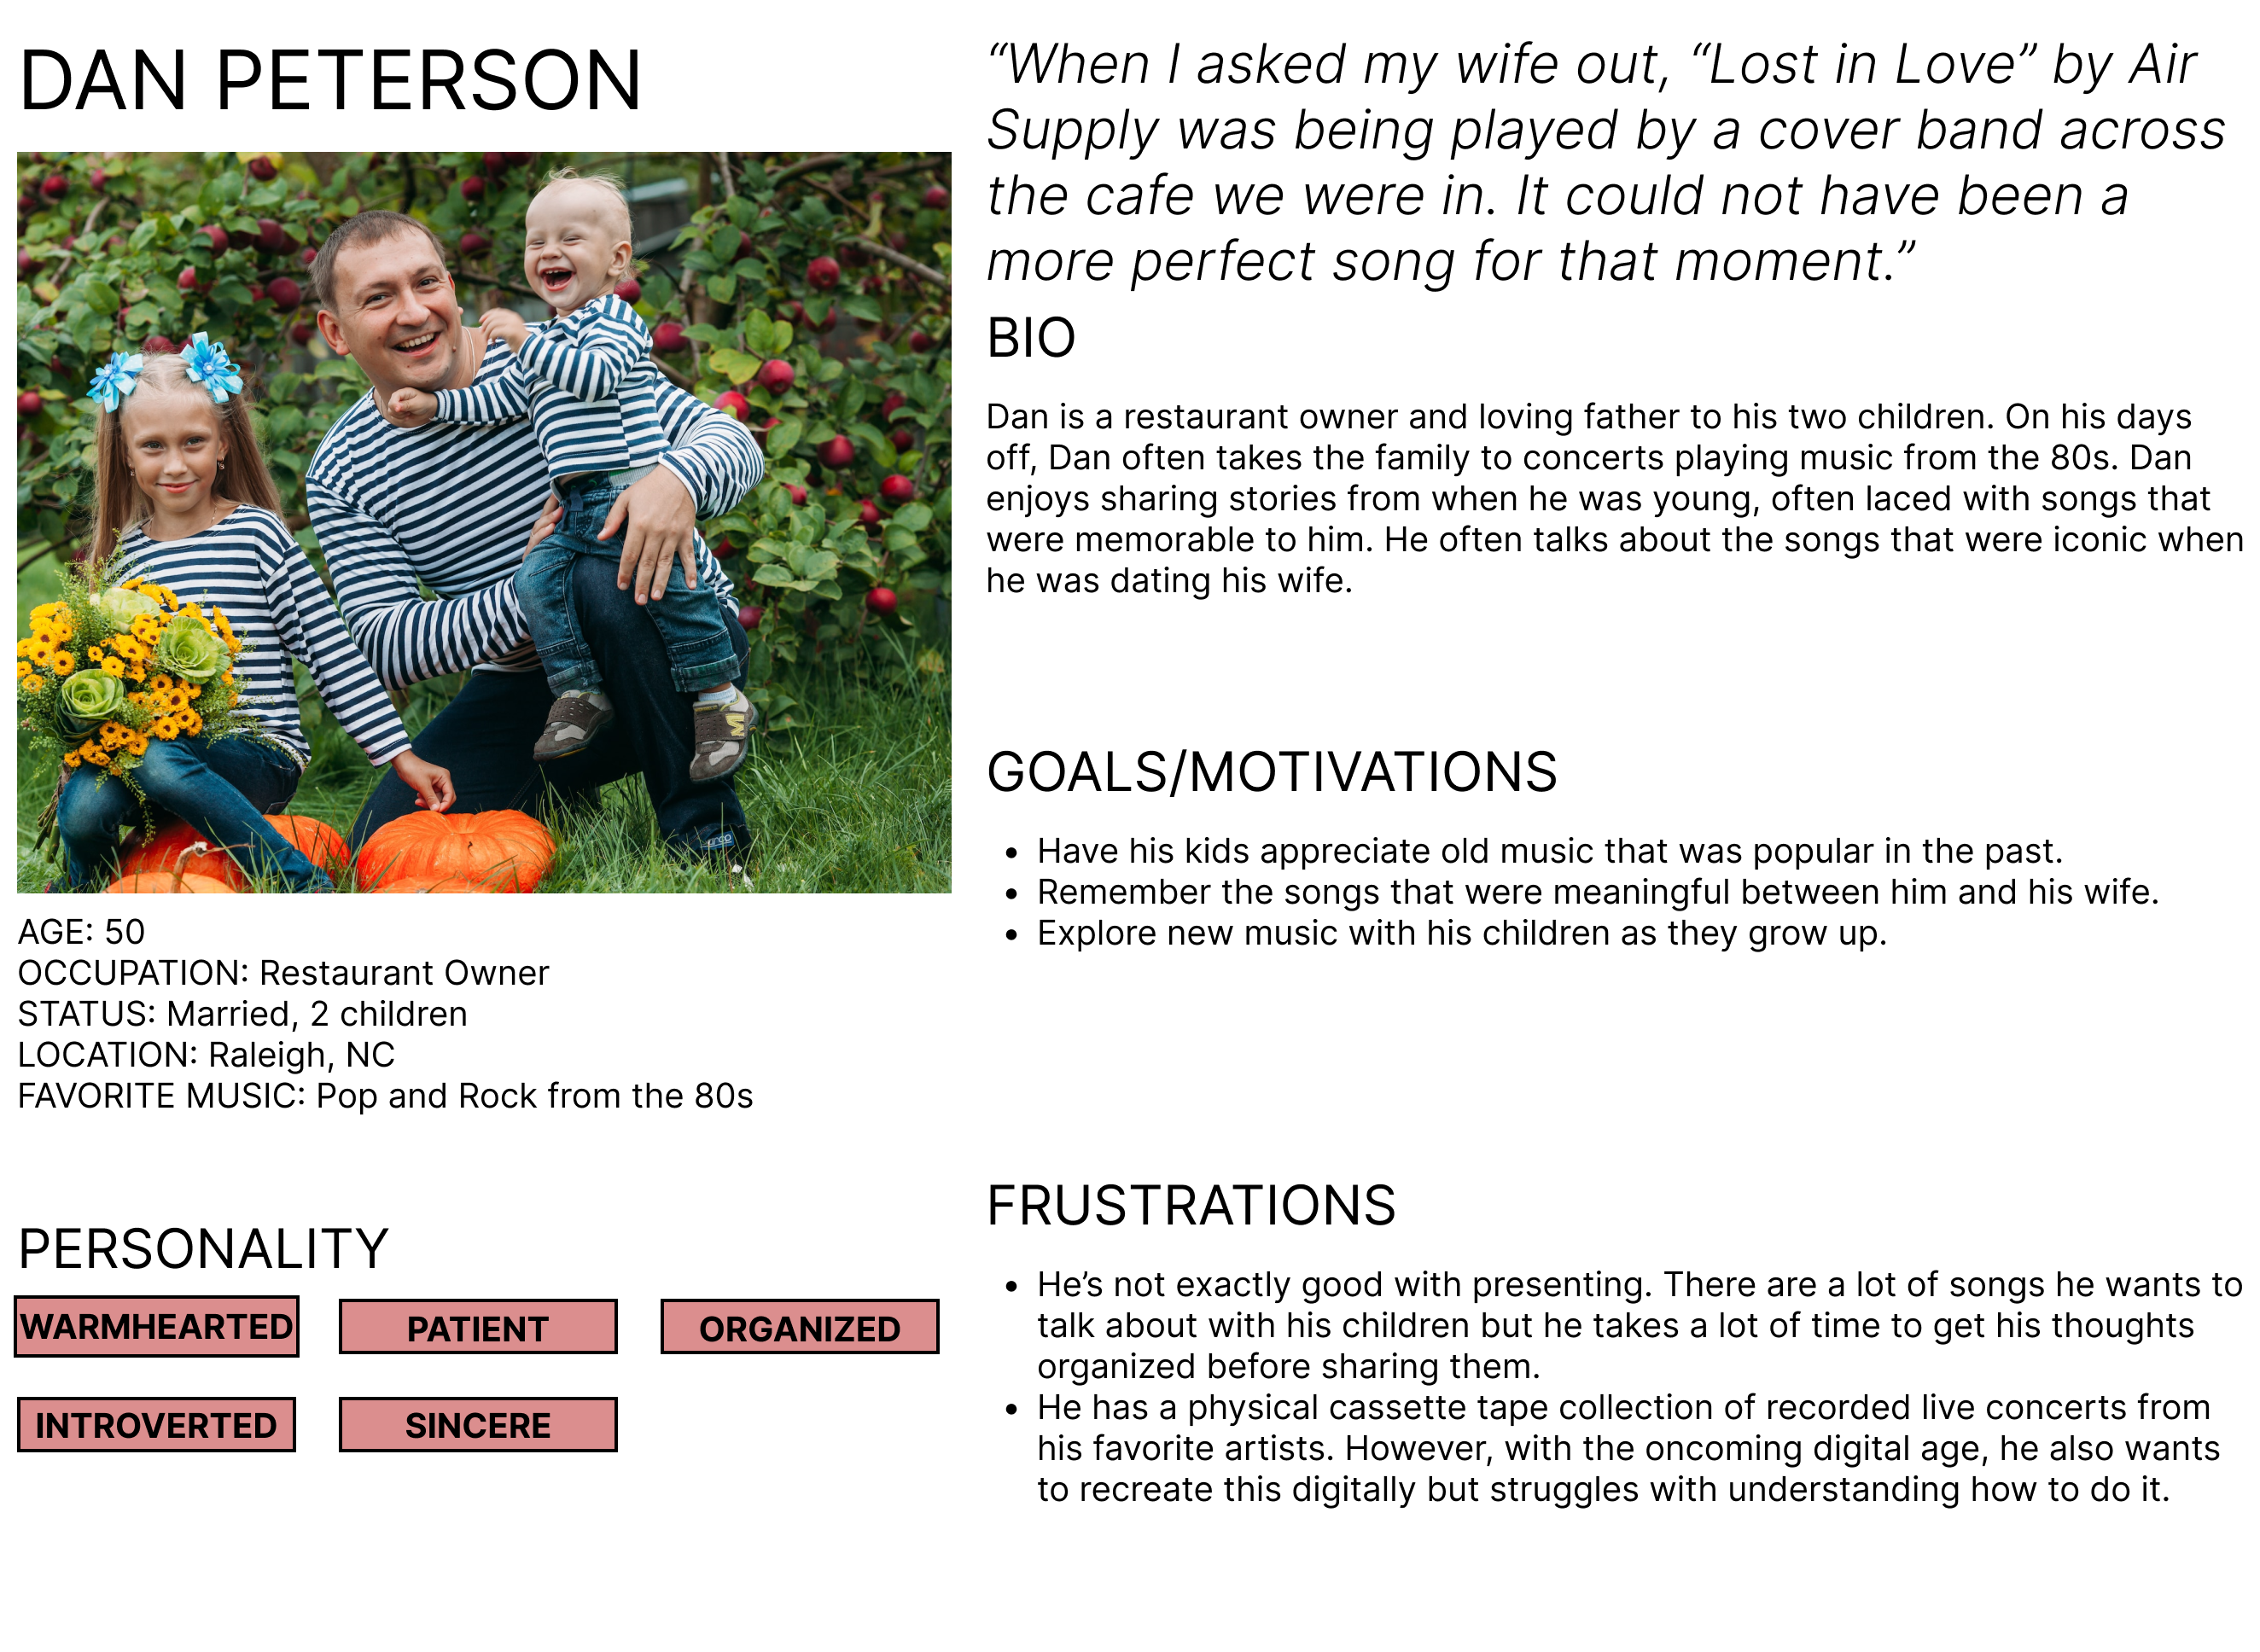 DAN PETERSON
AGE: 50
OCCUPATION: Restaurant Owner
STATUS: Married, 2 children
LOCATION: Raleigh, NC
FAVORITE MUSIC: Pop and Rock from the 80s
PERSONALITY
WARMHEARTED PATIENT ORGANIZED
INTROVERTED SINCERE
“When I asked my wife out, “Lost in Love” by Air
Supply was being played by a cover band across
the cafe we were in. It could not have been a
more perfect song for that moment.”
BIO
Dan is a restaurant owner and loving father to his two children. On his days
off, Dan often takes the family to concerts playing music from the 80s. Dan
enjoys sharing stories from when he was young, often laced with songs that
were memorable to him. He often talks about the songs that were iconic when
he was dating his wife.
GOALS/MOTIVATIONS
• Have his kids appreciate old music that was popular in the past.
• Remember the songs that were meaningful between him and his wife.
• Explore new music with his children as they grow up.
FRUSTRATIONS
• He’s not exactly good with presenting. There are a lot of songs he wants to
talk about with his children but he takes a lot of time to get his thoughts
organized before sharing them.
• He has a physical cassette tape collection of recorded live concerts from
his favorite artists. However, with the oncoming digital age, he also wants
to recreate this digitally but struggles with understanding how to do it.